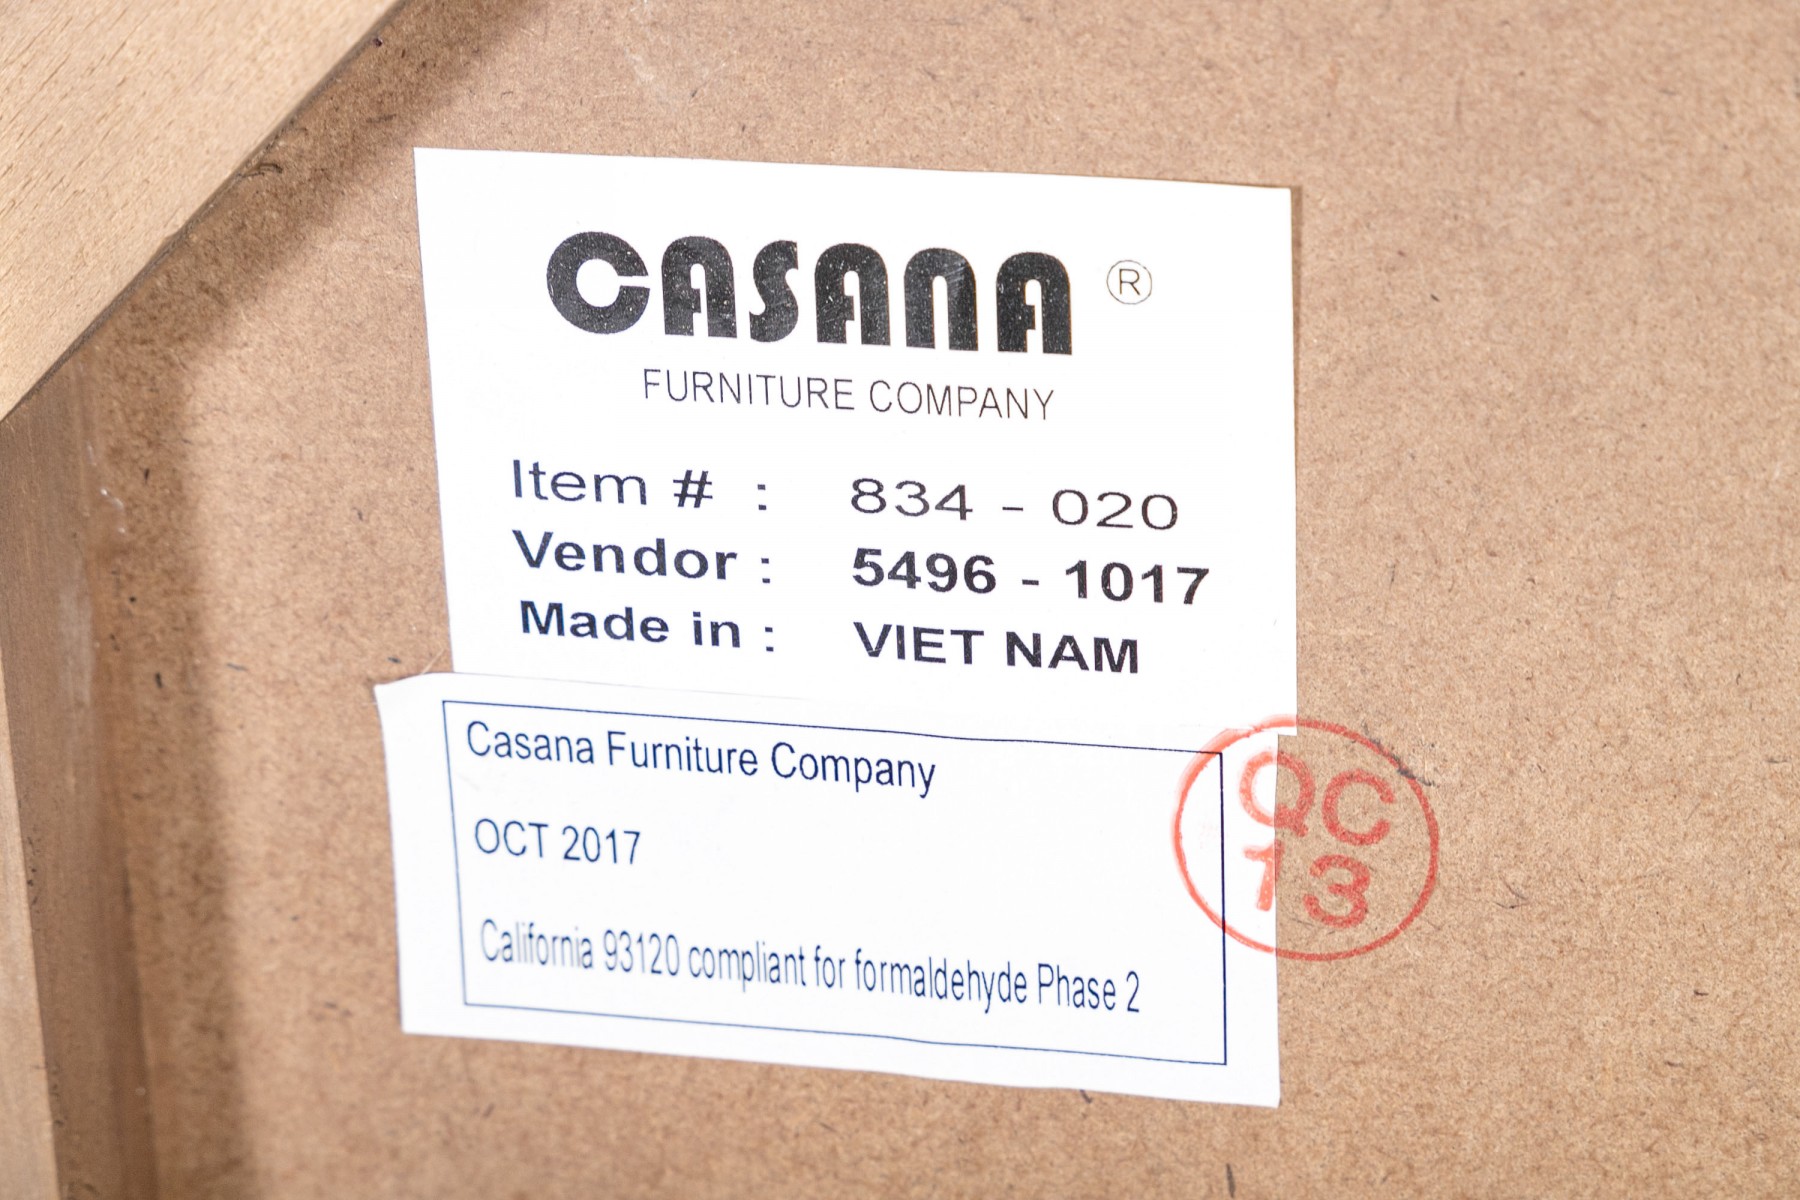 CASANA ®
FURNITURE COMPANY
Item # : 834 - 020
Vendor : 5496 - 1017
Made in : VIET NAM
Casana Furniture Company
OCT 2017
California 93120 compliant for formaldehyde Phase 2
QC
13